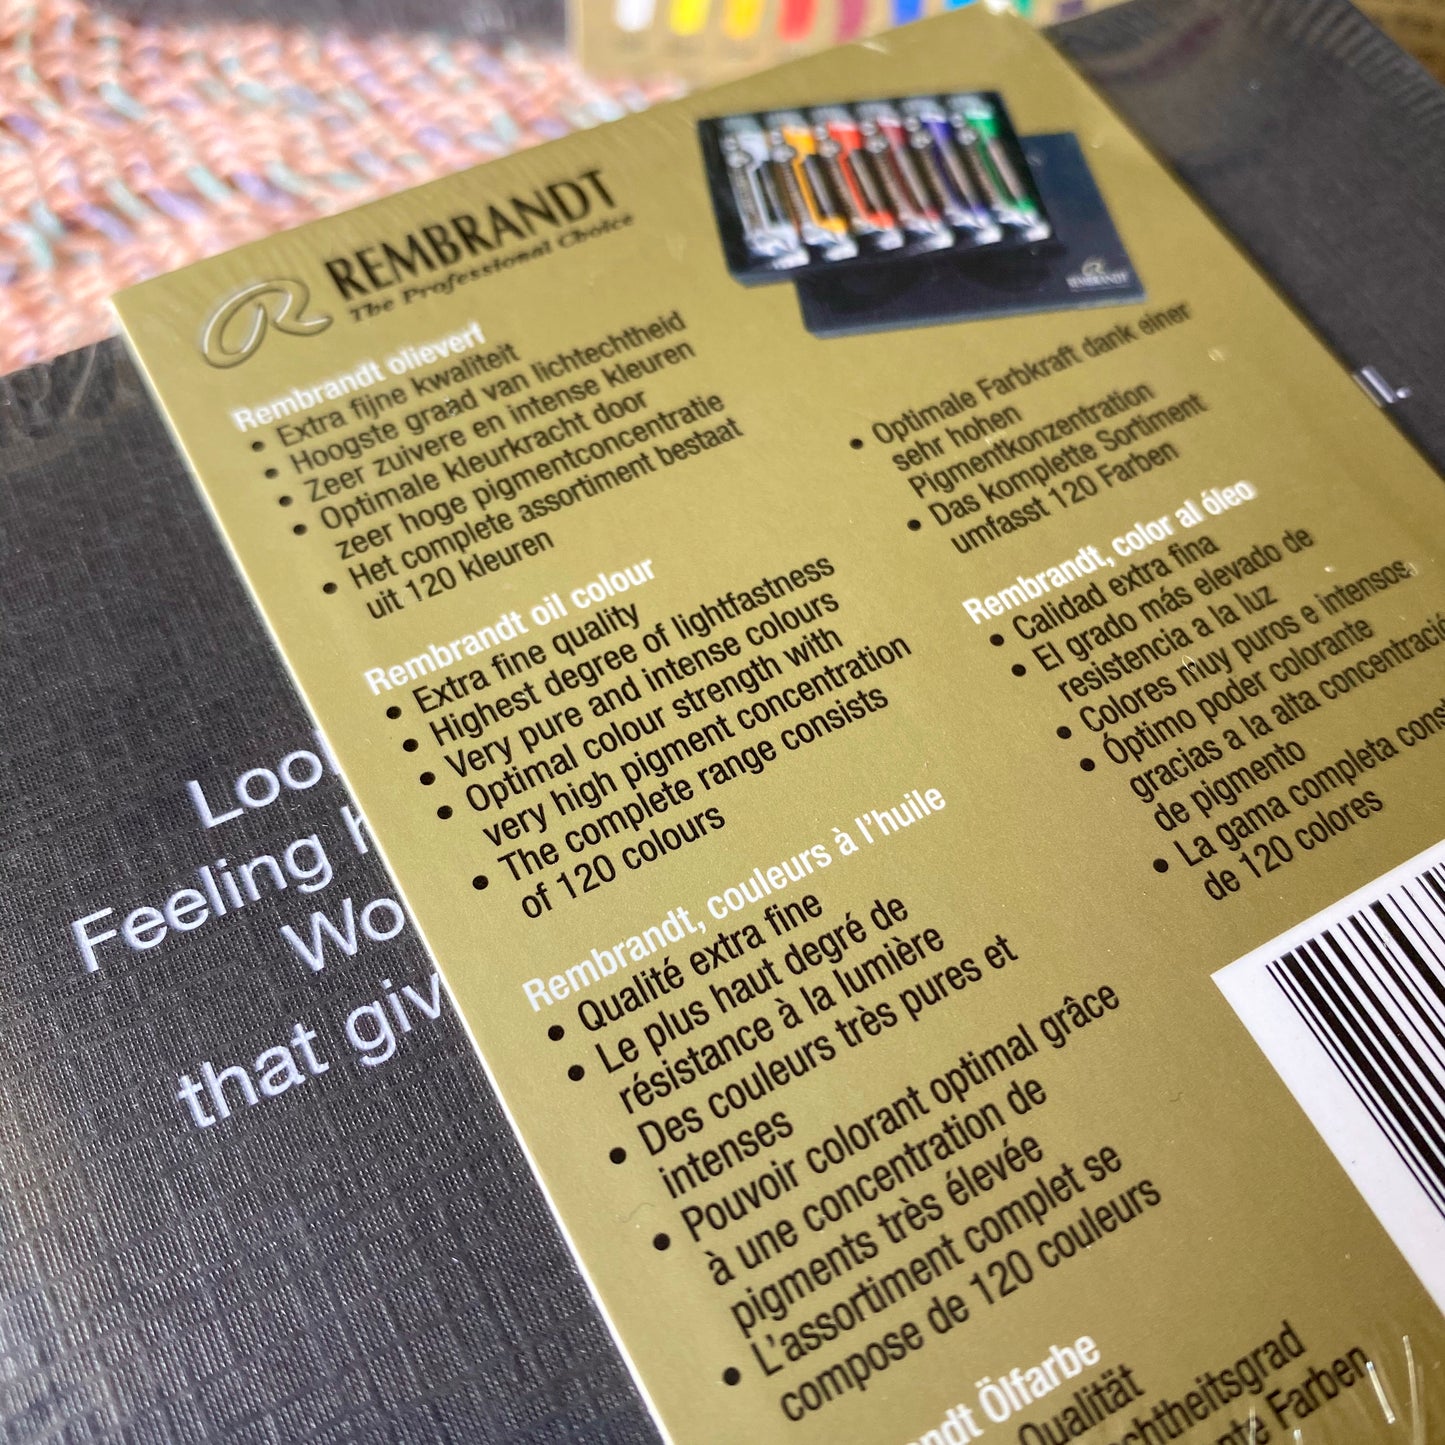 REMBRANDT
The Professional Choice
Rembrandt olieverf
• Extra fijne kwaliteit
• Hoogste graad van lichtechtheid
• Zeer zuivere en intense kleuren
• Optimale kleurkracht door
zeer hoge pigmentconcentratie
• Het complete assortiment bestaat
uit 120 kleuren
Rembrandt oil colour
• Extra fine quality
• Highest degree of lightfastness
• Very pure and intense colours
• Optimal colour strength with
very high pigment concentration
• The complete range consists
of 120 colours
Rembrandt, couleurs à l'huile
• Qualité extra fine
• Le plus haut degré de
résistance à la lumière
• Des couleurs très pures et
intenses
• Pouvoir colorant optimal grâce
à une concentration de
pigments très élevée
• L'assortiment complet se
compose de 120 couleurs
Ölfarbe
Qualität
Farben
REMBRANDT
• Optimale Farbkraft dank einer
sehr hohen
Pigmentkonzentration
• Das komplette Sortiment
umfasst 120 Farben
Rembrandt, color al óleo
• Calidad extra fina
• El grado más elevado de
resistencia a la luz
• Colores muy puros e intensos
• Óptimo poder colorante
gracias a la alta
de pigmento
• La gama completa
de 120 colores
Feeling
that